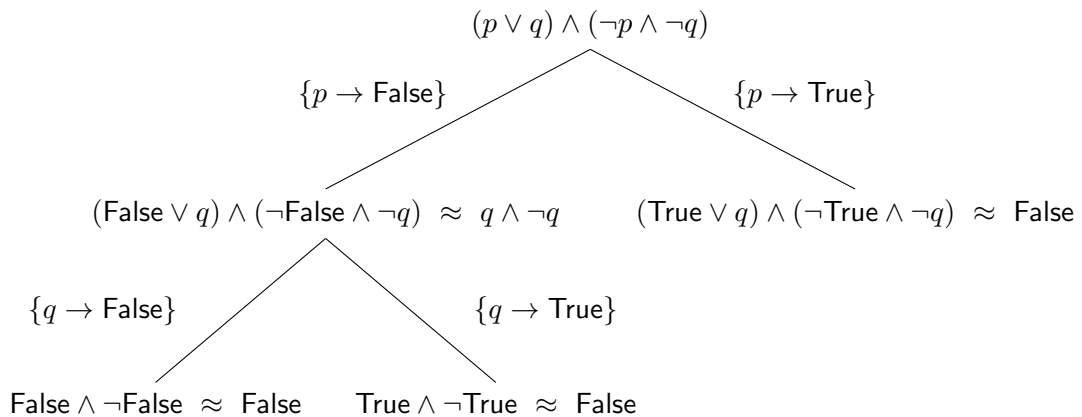 (p ∨ q) ∧ (¬p ∧ ¬q)
{p → False} {p → True}
(False ∨ q) ∧ (¬False ∧ ¬q) ≈ q ∧ ¬q (True ∨ q) ∧ (¬True ∧ ¬q) ≈ False
{q → False} {q → True}
False ∧ ¬False ≈ False True ∧ ¬True ≈ False